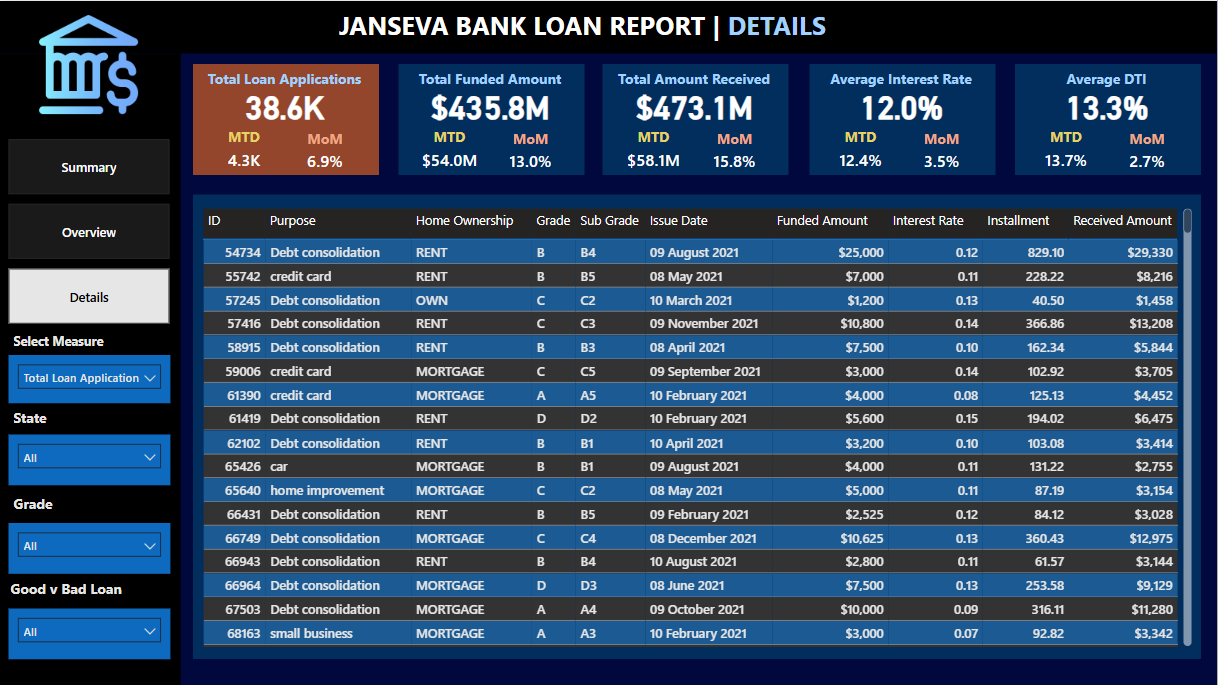 JANSEVA BANK LOAN REPORT | DETAILS
Total Loan Applications
38.6K
MTD MoM
4.3K 6.9%
Total Funded Amount
$435.8M
MTD MoM
$54.0M 13.0%
Total Amount Received
$473.1M
MTD MoM
$58.1M 15.8%
Average Interest Rate
12.0%
MTD MoM
12.4% 3.5%
Average DTI
13.3%
MTD MoM
13.7% 2.7%
Summary
Overview
Details
Select Measure
Total Loan Application
State
All
Grade
All
Good v Bad Loan
All
ID Purpose Home Ownership Grade Sub Grade Issue Date Funded Amount Interest Rate Installment Received Amount
54734 Debt consolidation RENT B B4 09 August 2021 $25,000 0.12 829.10 $29,330
55742 credit card RENT B B5 08 May 2021 $7,000 0.11 228.22 $8,216
57245 Debt consolidation OWN C C2 10 March 2021 $1,200 0.13 40.50 $1,458
57416 Debt consolidation RENT C C3 09 November 2021 $10,800 0.14 366.86 $13,208
58915 Debt consolidation RENT B B3 08 April 2021 $7,500 0.10 162.34 $5,844
59006 credit card MORTGAGE C C5 09 September 2021 $3,000 0.14 102.92 $3,705
61390 credit card MORTGAGE A A5 10 February 2021 $4,000 0.08 125.13 $4,452
61419 Debt consolidation RENT D D2 10 February 2021 $5,600 0.15 194.02 $6,475
62102 Debt consolidation RENT B B1 10 April 2021 $3,200 0.10 103.08 $3,414
65426 car MORTGAGE B B1 09 August 2021 $4,000 0.11 131.22 $2,755
65640 home improvement MORTGAGE C C2 08 May 2021 $5,000 0.11 87.19 $3,154
66431 Debt consolidation RENT B B5 09 February 2021 $2,525 0.12 84.12 $3,028
66749 Debt consolidation MORTGAGE C C4 08 December 2021 $10,625 0.13 360.43 $12,975
66943 Debt consolidation RENT B B4 10 August 2021 $2,800 0.11 61.57 $3,144
66964 Debt consolidation MORTGAGE D D3 08 June 2021 $7,500 0.13 253.58 $9,129
67503 Debt consolidation MORTGAGE A A4 09 October 2021 $10,000 0.09 316.11 $11,280
68163 small business MORTGAGE A A3 10 February 2021 $3,000 0.07 92.82 $3,342